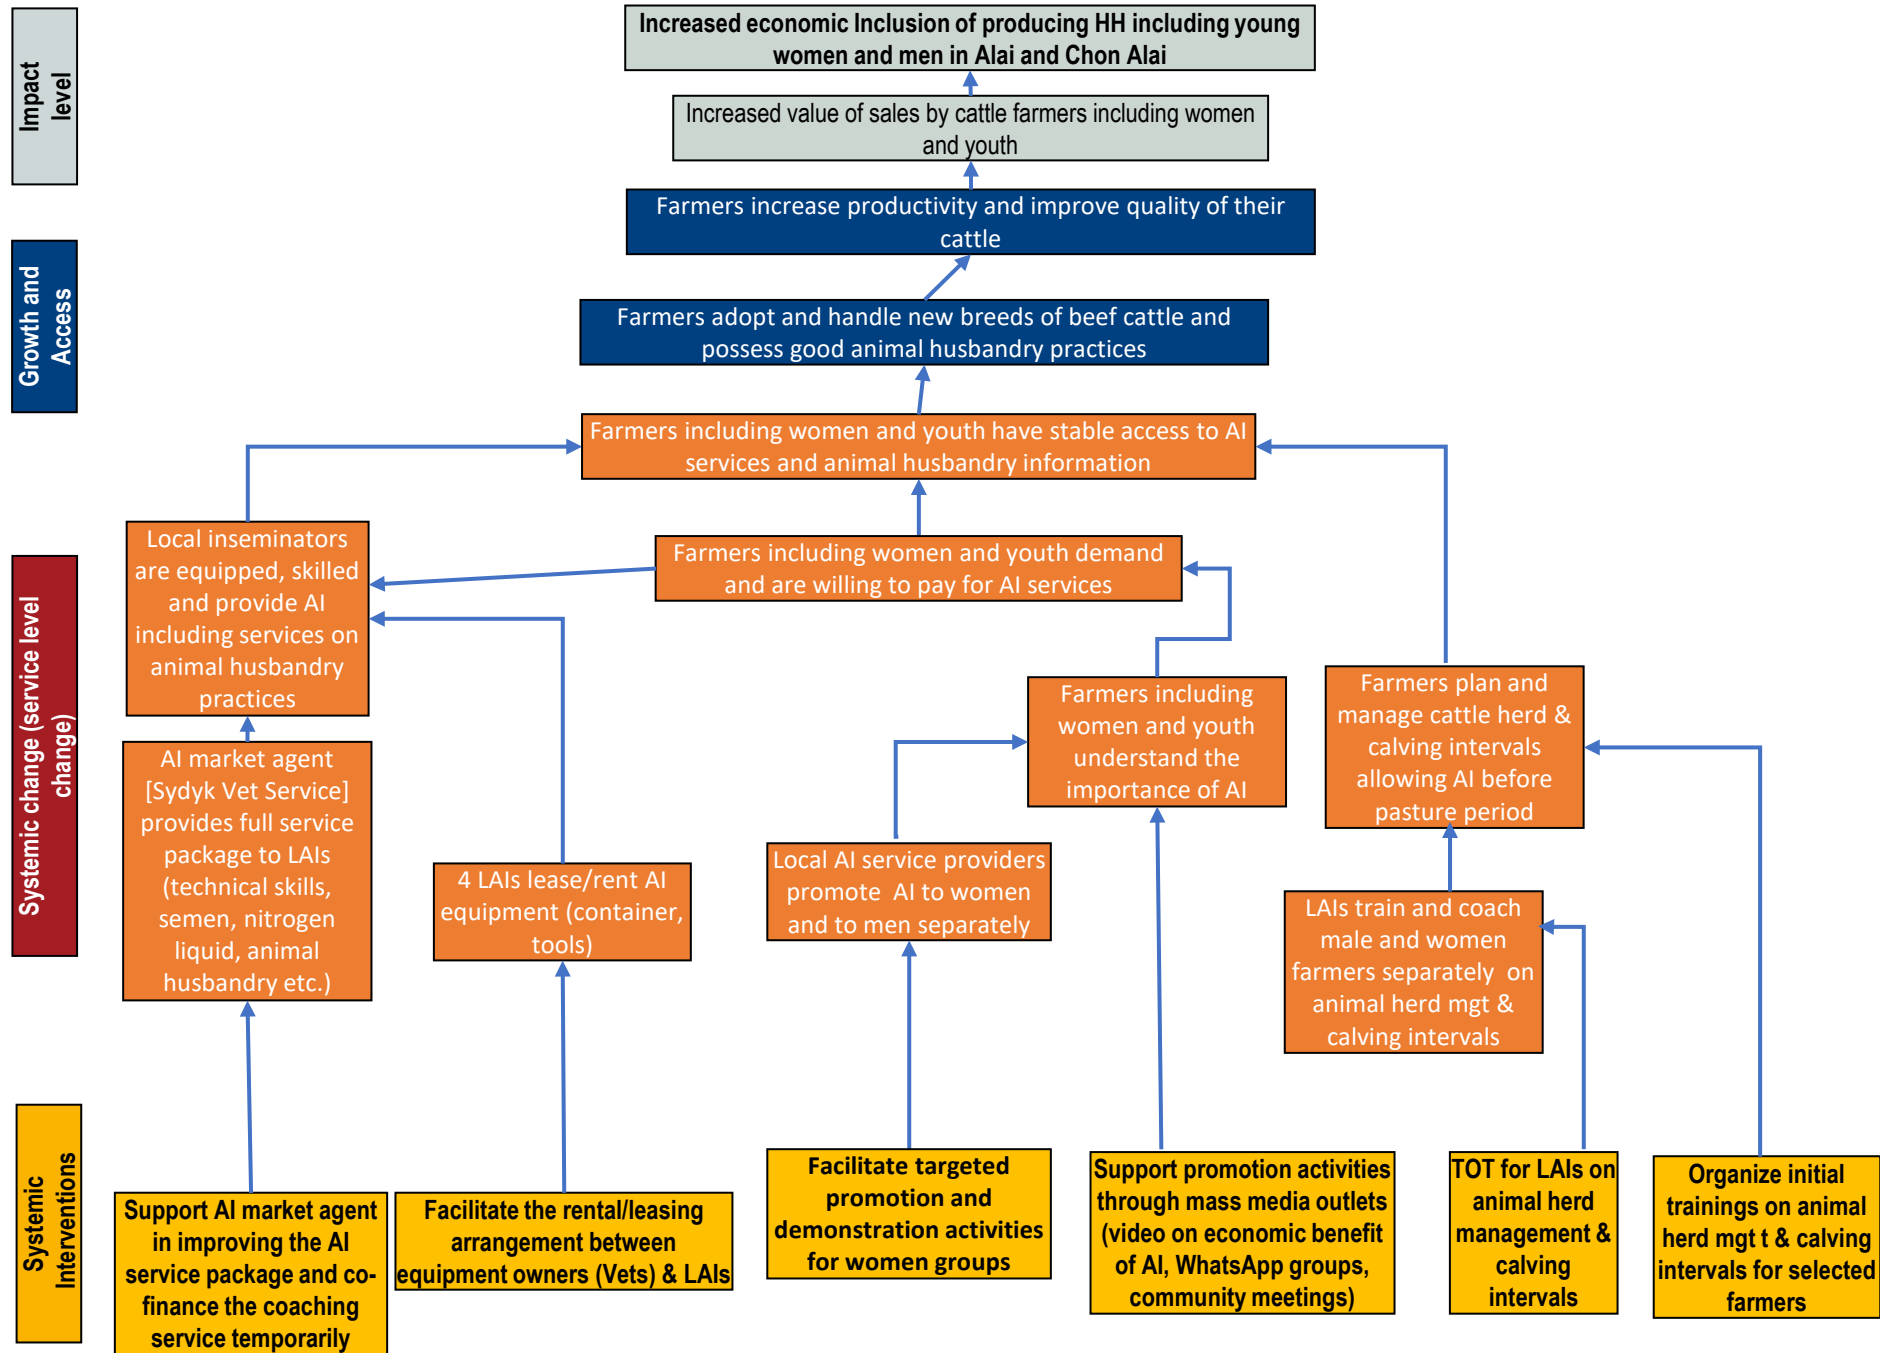 Impact
level
Increased economic Inclusion of producing HH including young
women and men in Alai and Chon Alai
Increased value of sales by cattle farmers including women
and youth
Growth and
Access
Farmers increase productivity and improve quality of their
cattle
Farmers adopt and handle new breeds of beef cattle and
possess good animal husbandry practices
Systemic change (service level
change)
Farmers including women and youth have stable access to AI
services and animal husbandry information
Local inseminators
are equipped, skilled
and provide AI
including services on
animal husbandry
practices
Farmers including women and youth demand
and are willing to pay for AI services
Farmers including
women and youth
understand the
importance of AI
Farmers plan and
manage cattle herd &
calving intervals
allowing AI before
pasture period
AI market agent
[Sydyk Vet Service]
provides full service
package to LAIs
(technical skills,
semen, nitrogen
liquid, animal
husbandry etc.)
4 LAIs lease/rent AI
equipment (container,
tools)
Local AI service providers
promote  AI to women
and to men separately
LAIs train and coach
male and women
farmers separately  on
animal herd mgt &
calving intervals
Systemic
Interventions
Support AI market agent
in improving the AI
service package and co-
finance the coaching
service temporarily
Facilitate the rental/leasing
arrangement between
equipment owners (Vets) & LAIs
Facilitate targeted
promotion and
demonstration activities
for women groups
Support promotion activities
through mass media outlets
(video on economic benefit
of AI, WhatsApp groups,
community meetings)
TOT for LAIs on
animal herd
management &
calving
intervals
Organize initial
trainings on animal
herd mgt t & calving
intervals for selected
farmers